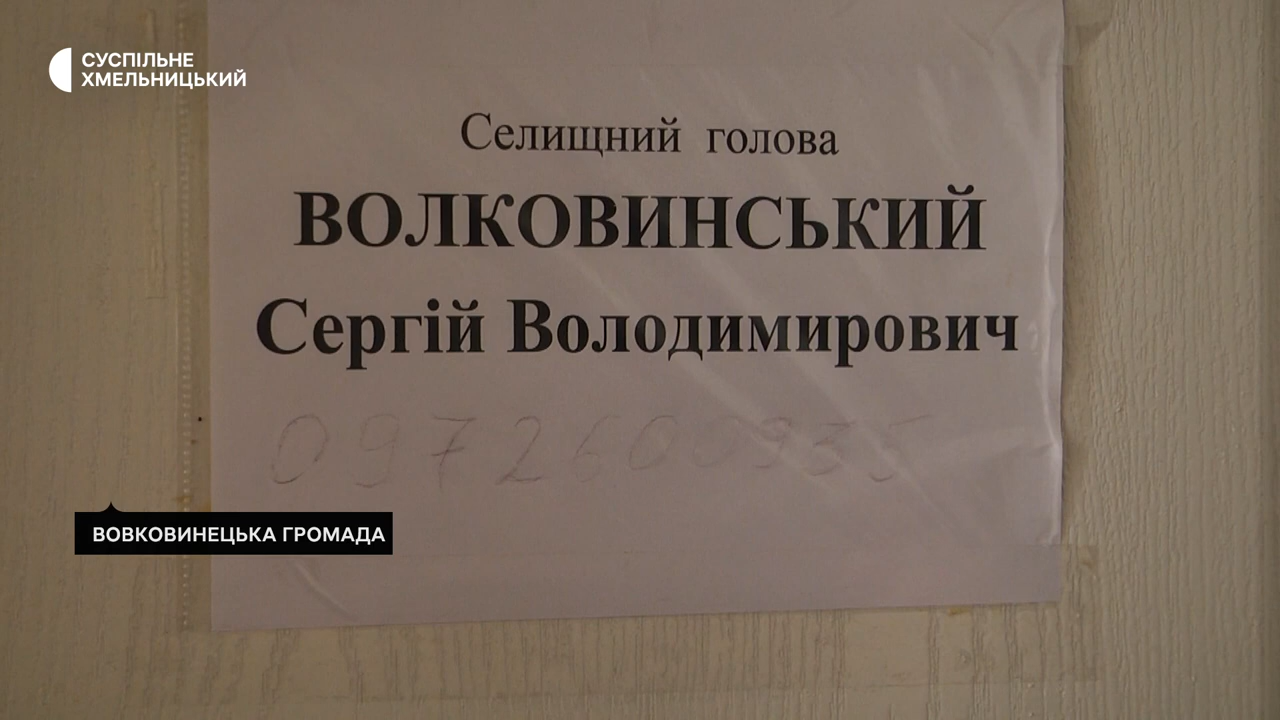 СУСПІЛЬНЕ
ХМЕЛЬНИЦЬКИЙ
Селищний голова
ВОЛКОВИНСЬКИЙ
Сергій Володимирович
0972600935
ВОВКОВИНЕЦЬКА ГРОМАДА